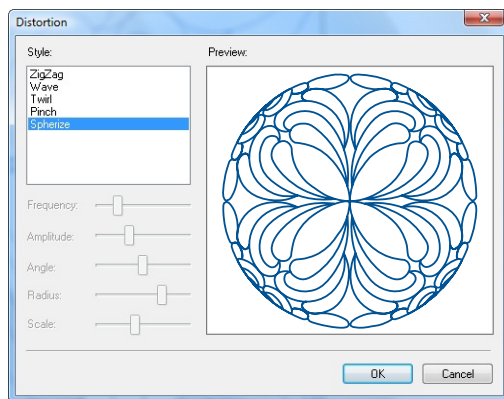 Distortion
Style:
ZigZag
Wave
Twirl
Pinch
Spherize
Frequency:
Amplitude:
Angle:
Radius:
Scale:
Preview:
OK
Cancel